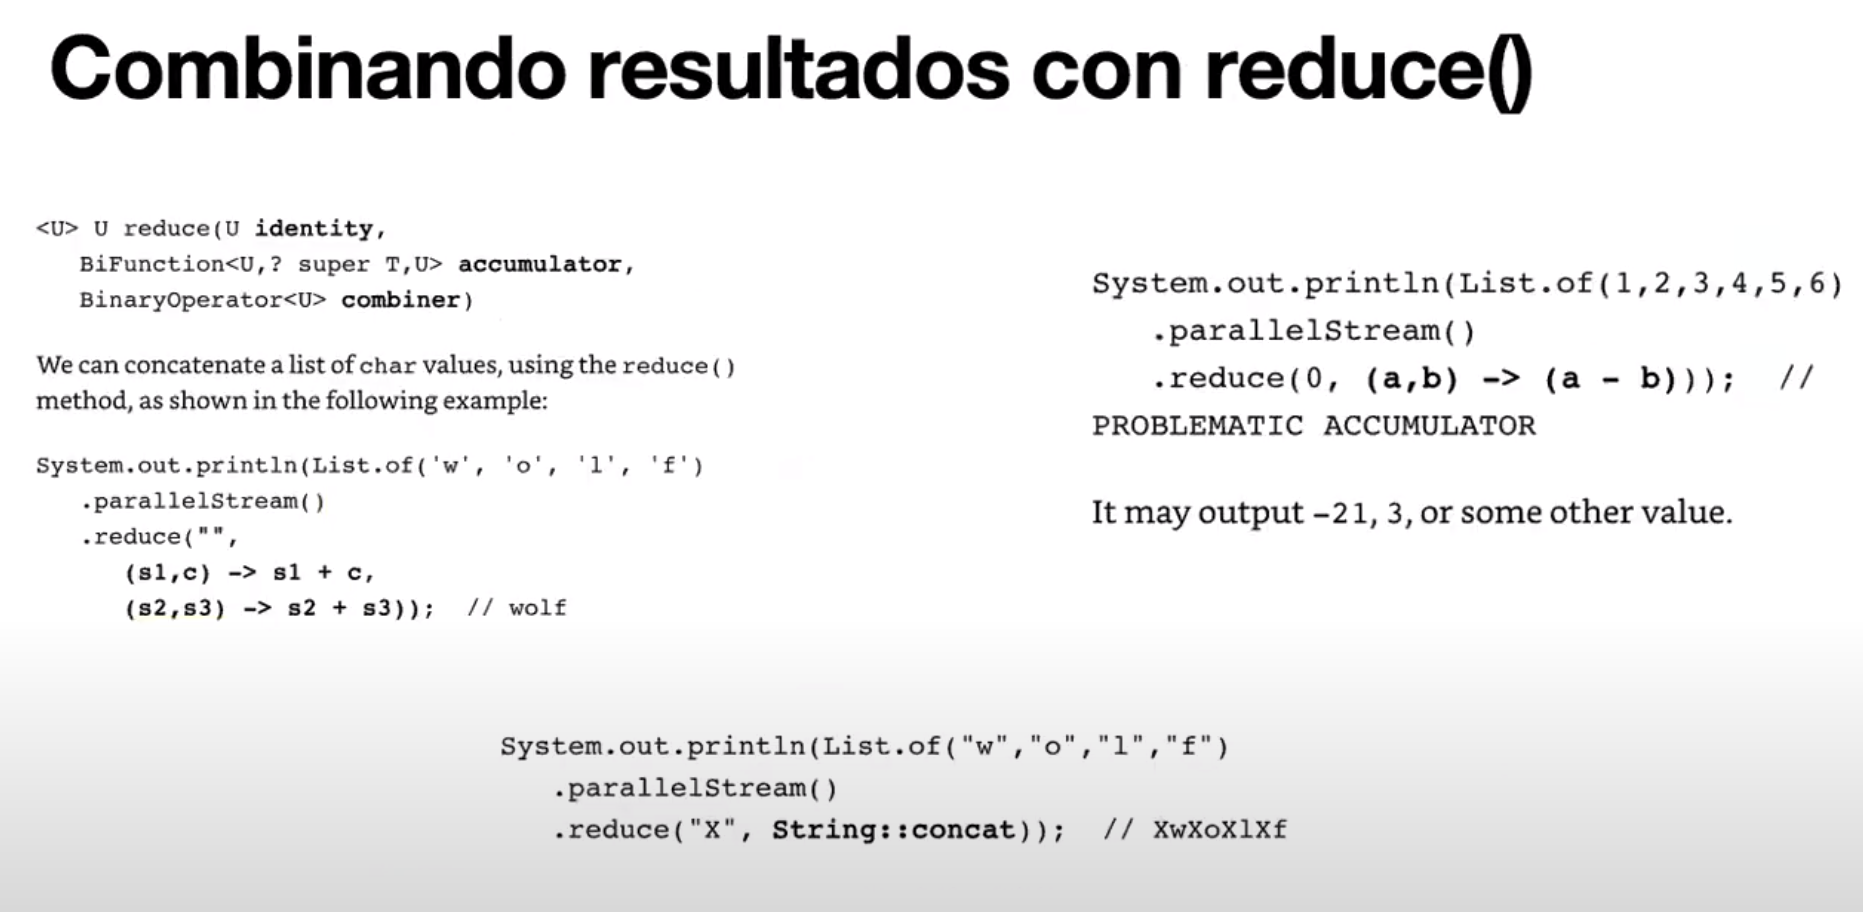 Combinando resultados con reduce()
<U> U reduce(U identity,
BiFunction<U,? super T,U> accumulator,
BinaryOperator<U> combiner)
We can concatenate a list of char values, using the reduce()
method, as shown in the following example:
System.out.println(List.of('w', 'o', 'l', 'f')
.parallelStream()
.reduce("",
(s1,c) -> s1 + c,
(s2,s3) -> s2 + s3)); // wolf
System.out.println(List.of(1,2,3,4,5,6)
.parallelStream()
.reduce(0, (a,b) -> (a - b))); //
PROBLEMATIC ACCUMULATOR
It may output –21, 3, or some other value.
System.out.println(List.of("w","o","l","f")
.parallelStream()
.reduce("X", String::concat)); // XwXoXlXf